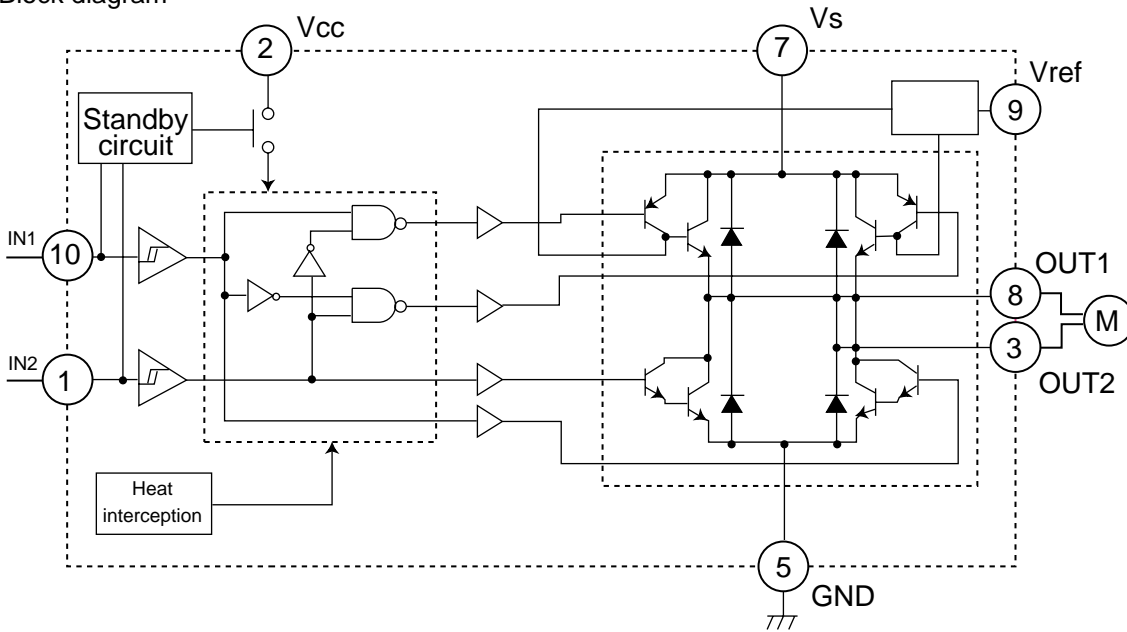 Block diagram
Vcc
2
Vs
7
Vref
9
Standby
circuit
IN1
10
OUT1
8
M
IN2
1
3
OUT2
Heat
interception
5
GND